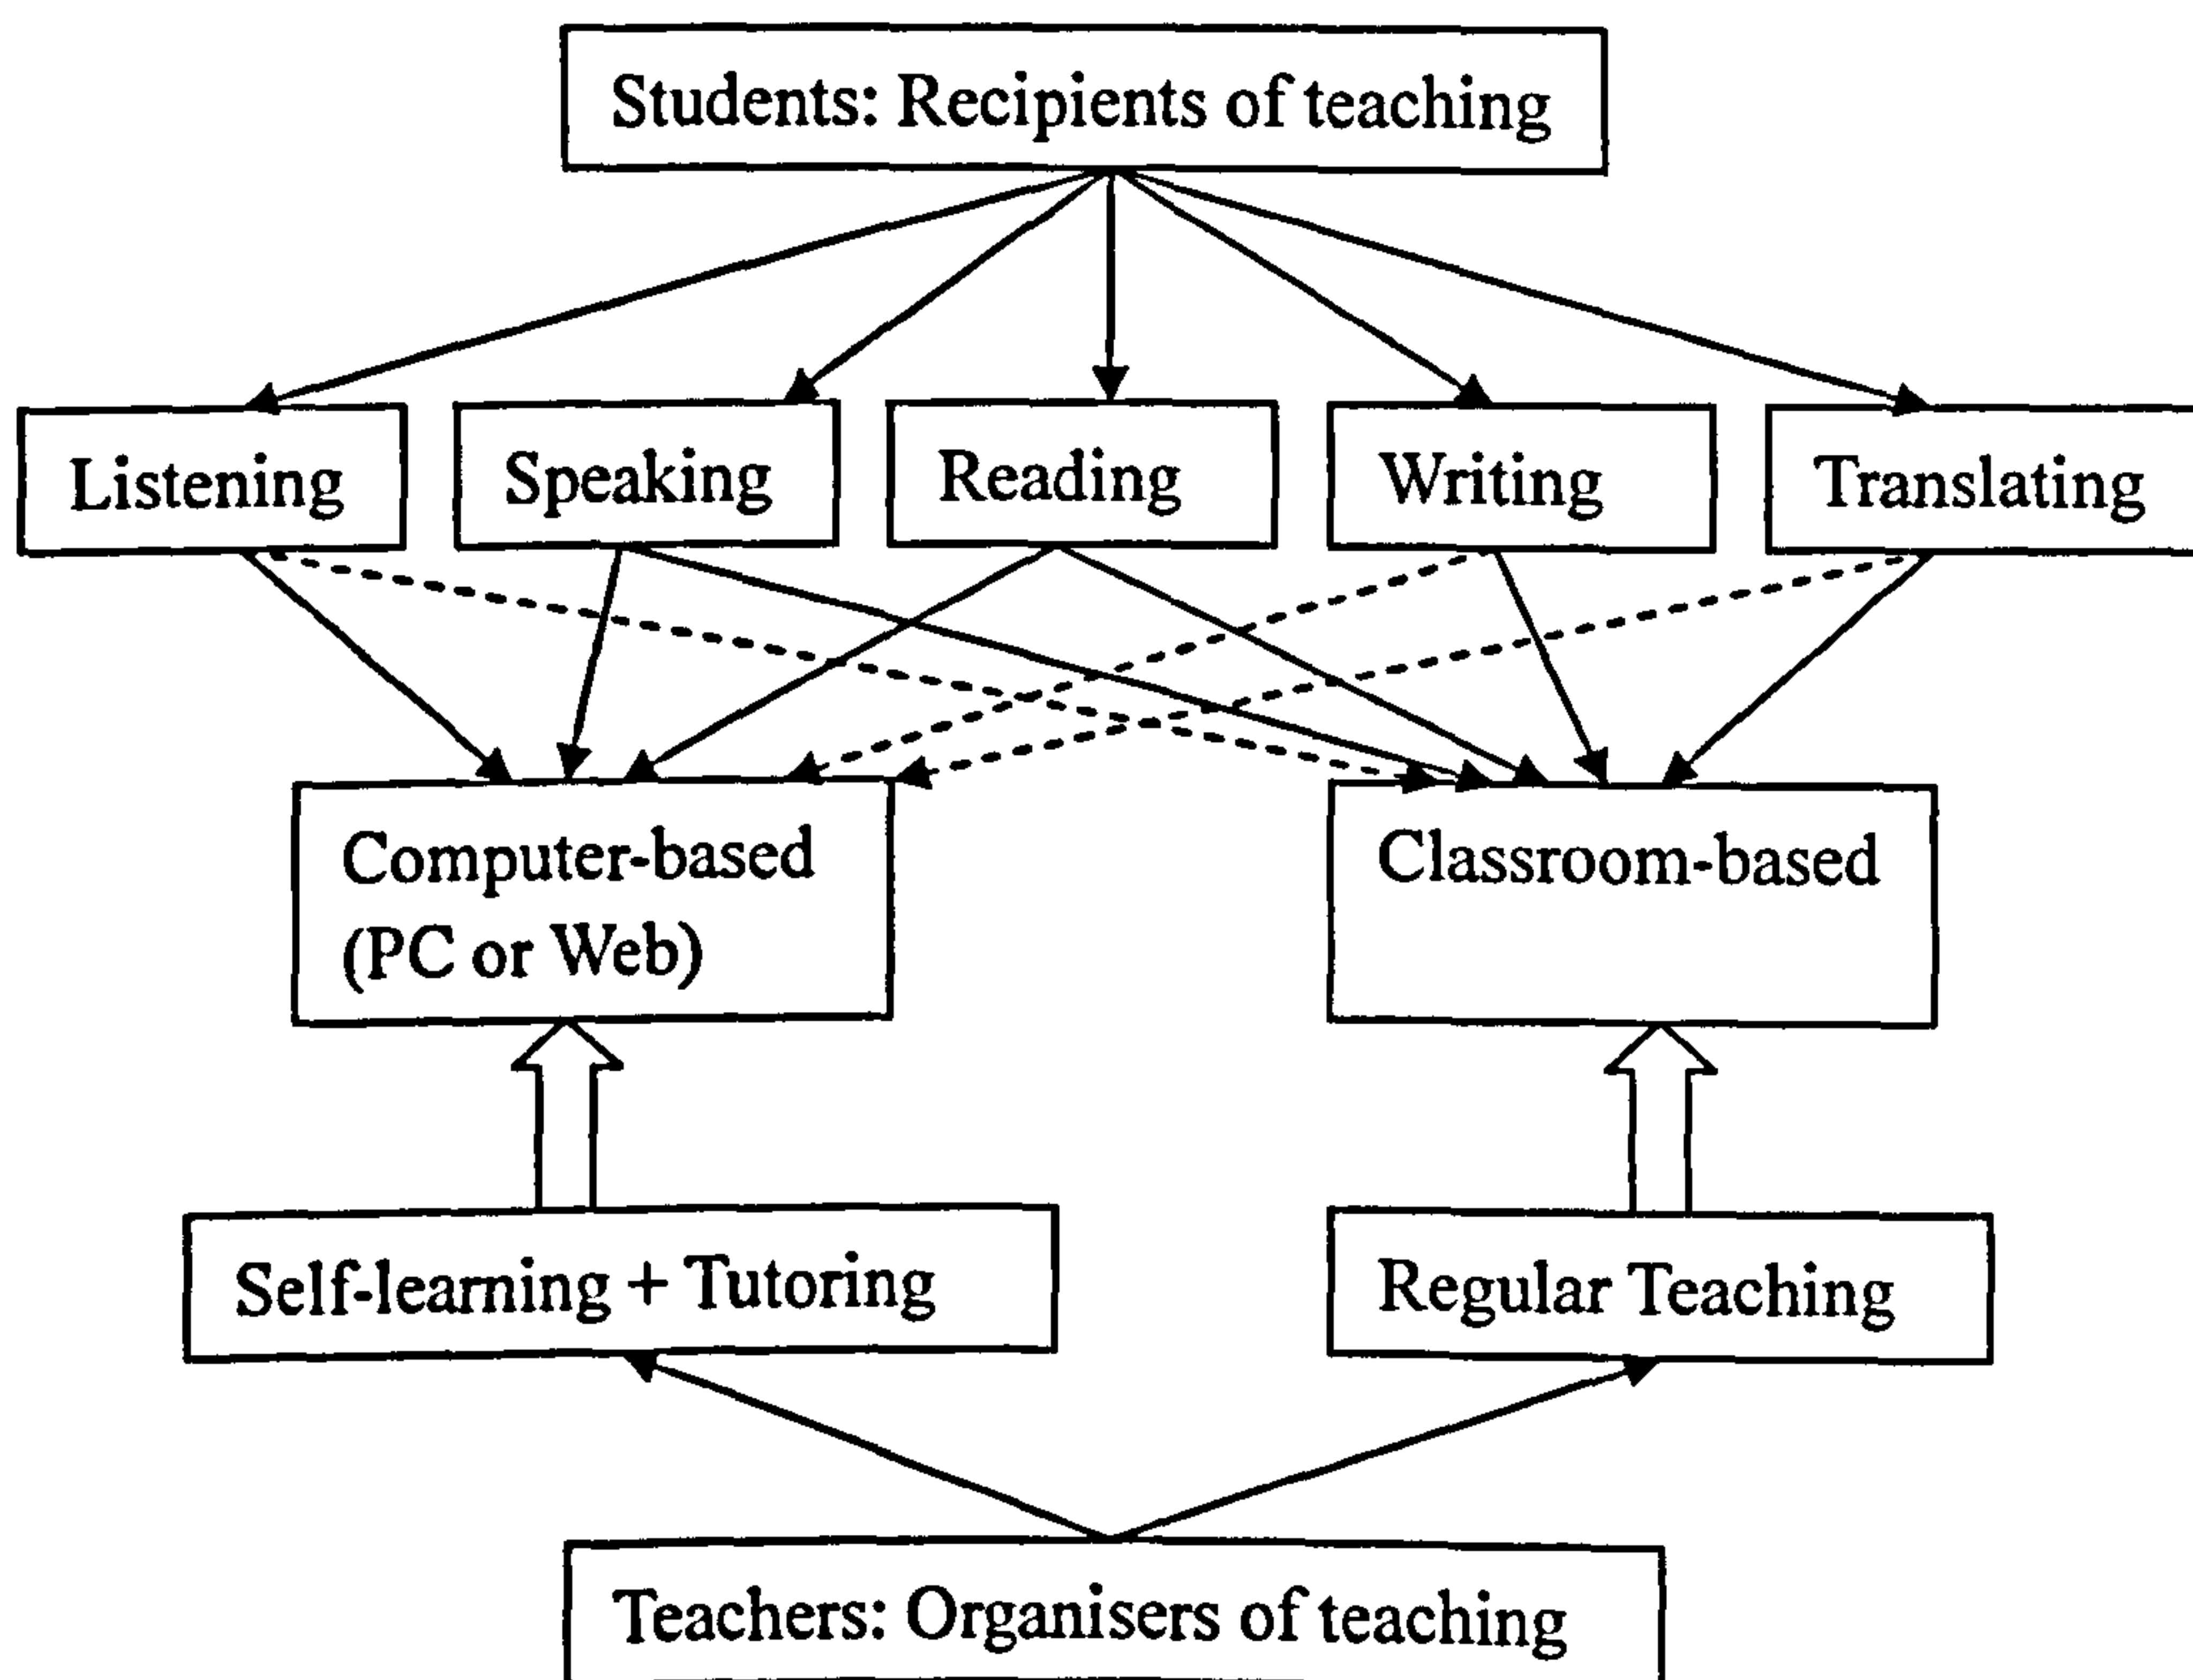 Students: Recipients of teaching
Listening
Speaking
Reading
Writing
Translating
Computer-based
(PC or Web)
Classroom-based
Self-learning + Tutoring
Regular Teaching
Teachers: Organisers of teaching